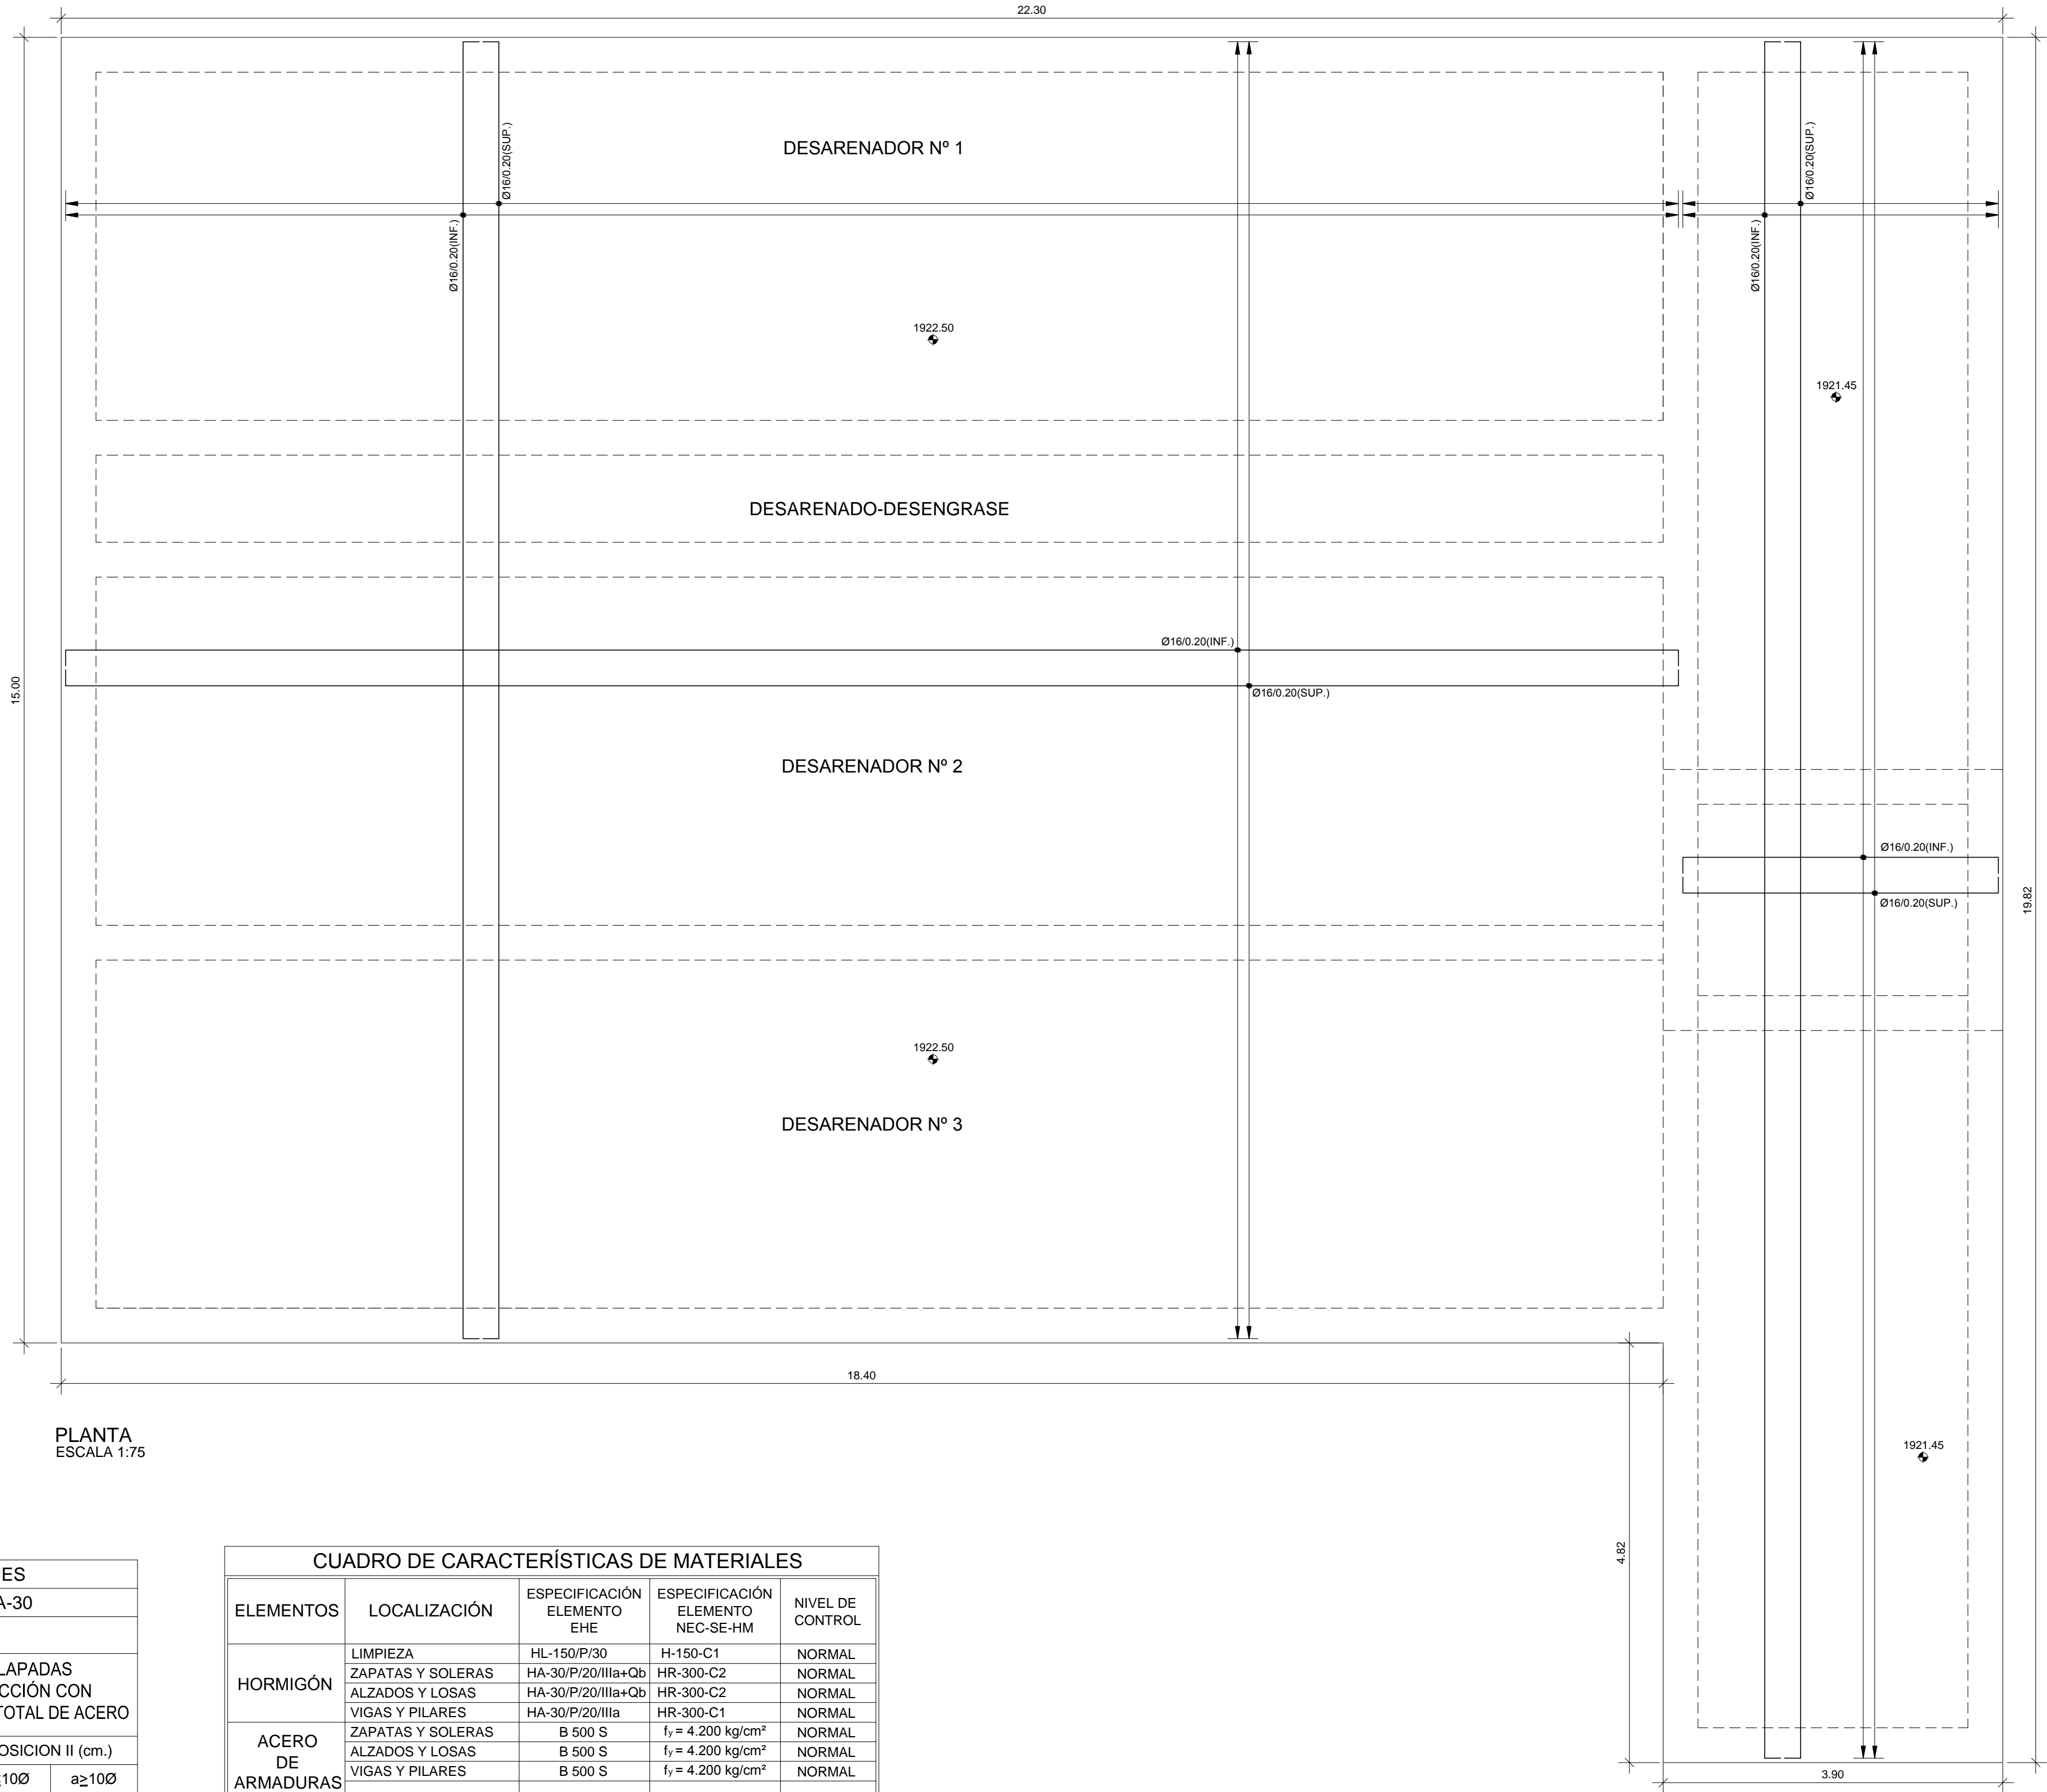 22.30
DESARENADOR Nº 1
Ø16/0.20(SUP.)
Ø16/0.20(INF.)
Ø16/0.20(SUP.)
Ø16/0.20(INF.)
1922.50
1921.45
DESARENADO-DESENGRASE
Ø16/0.20(INF.)
Ø16/0.20(SUP.)
15.00
DESARENADOR Nº 2
Ø16/0.20(INF.)
Ø16/0.20(SUP.)
19.82
1922.50
DESARENADOR Nº 3
18.40
PLANTA
ESCALA 1:75
1921.45
4.82
3.90
ES
A-30
LAPADAS
CCIÓN CON
TOTAL DE ACERO
OSICION II (cm.)
10Ø a≥10Ø
CUADRO DE CARACTERÍSTICAS DE MATERIALES
ELEMENTOS LOCALIZACIÓN ESPECIFICACIÓN ELEMENTO EHE ESPECIFICACIÓN ELEMENTO NEC-SE-HM NIVEL DE CONTROL
HORMIGÓN
LIMPIEZA HL-150/P/30 H-150-C1 NORMAL
ZAPATAS Y SOLERAS HA-30/P/20/IIIa+Qb HR-300-C2 NORMAL
ALZADOS Y LOSAS HA-30/P/20/IIIa+Qb HR-300-C2 NORMAL
VIGAS Y PILARES HA-30/P/20/IIIa HR-300-C1 NORMAL
ACERO DE ARMADURAS
ZAPATAS Y SOLERAS B 500 S fy = 4.200 kg/cm² NORMAL
ALZADOS Y LOSAS B 500 S fy = 4.200 kg/cm² NORMAL
VIGAS Y PILARES B 500 S fy = 4.200 kg/cm² NORMAL